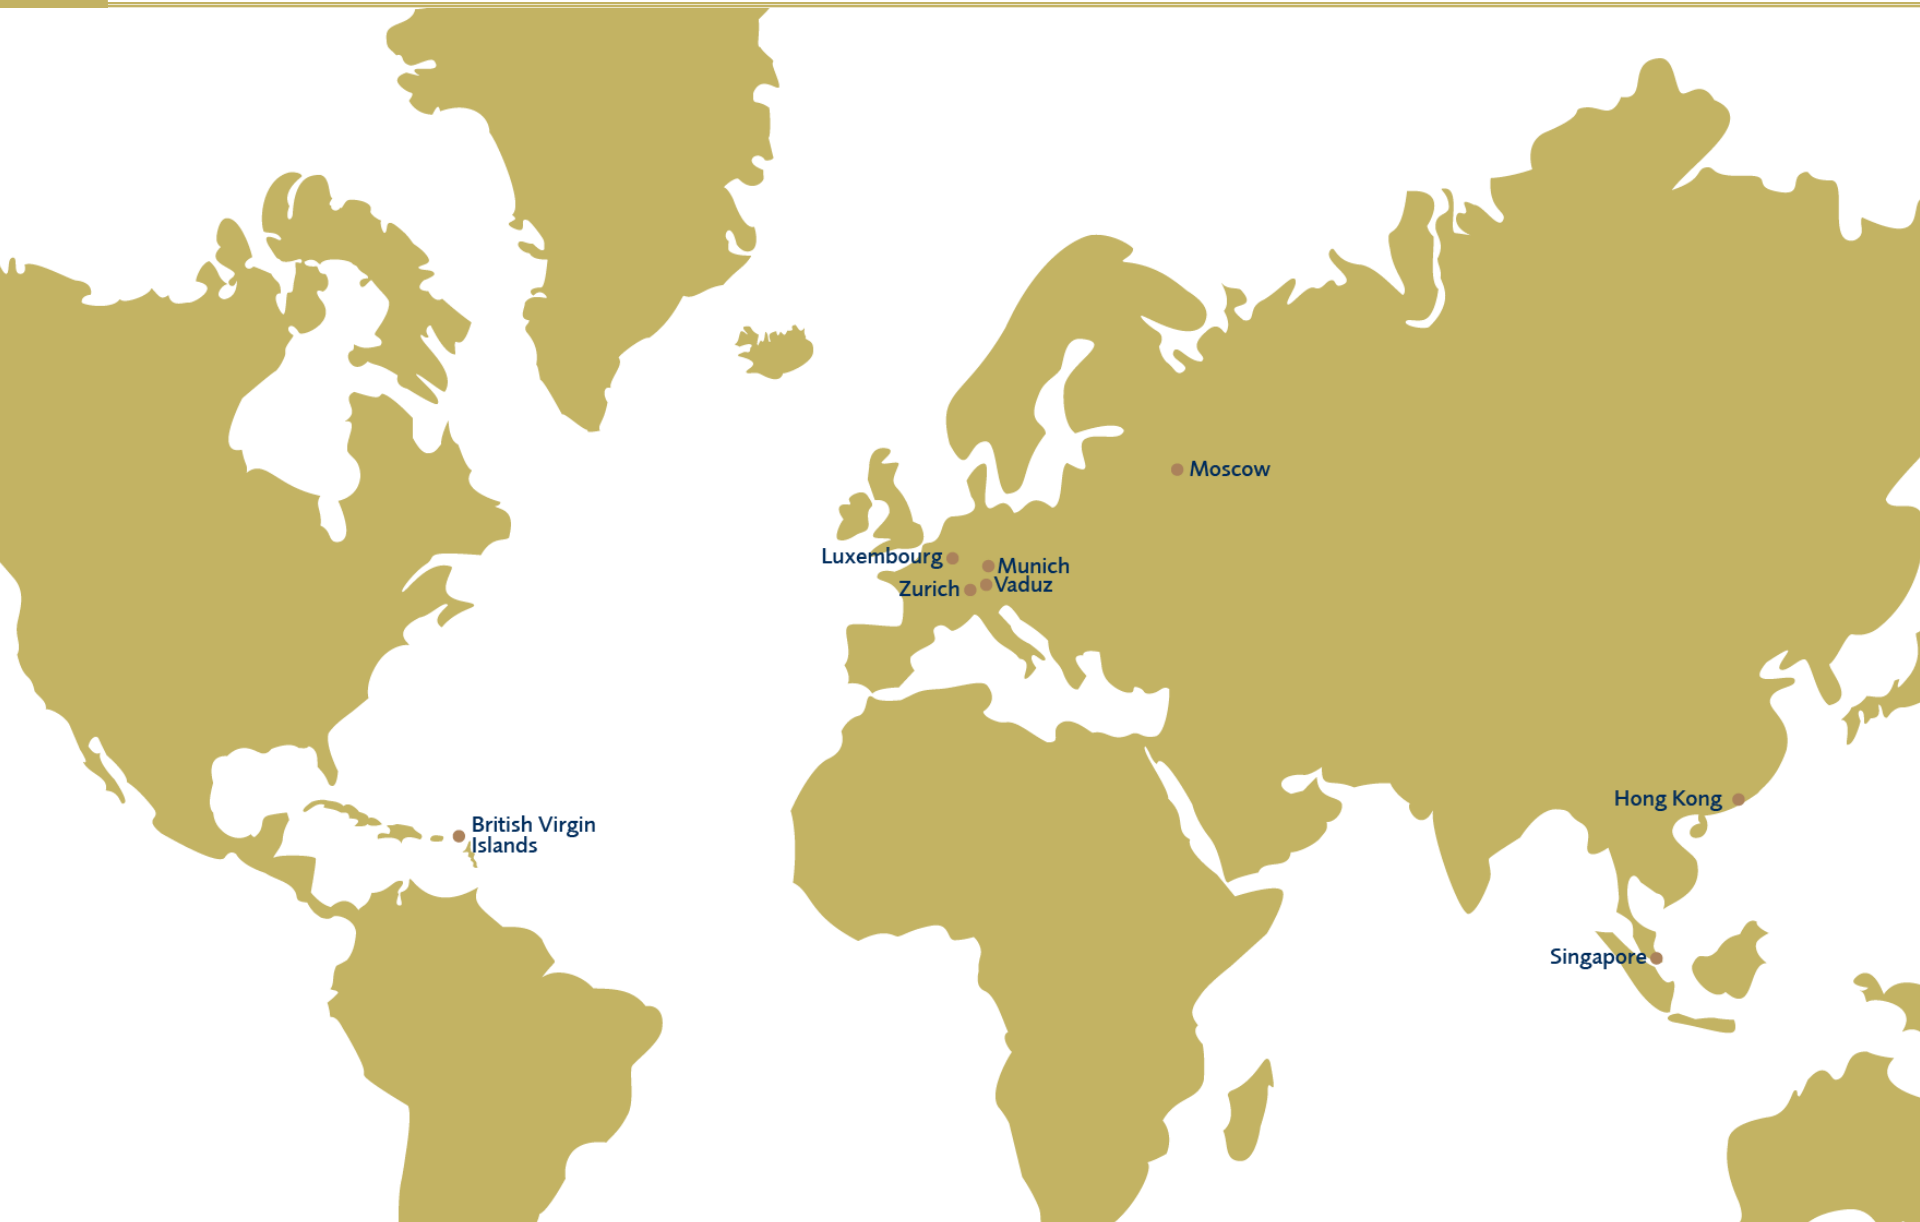 Moscow
Luxembourg
Munich
Zurich
Vaduz
Hong Kong
British Virgin
Islands
Singapore